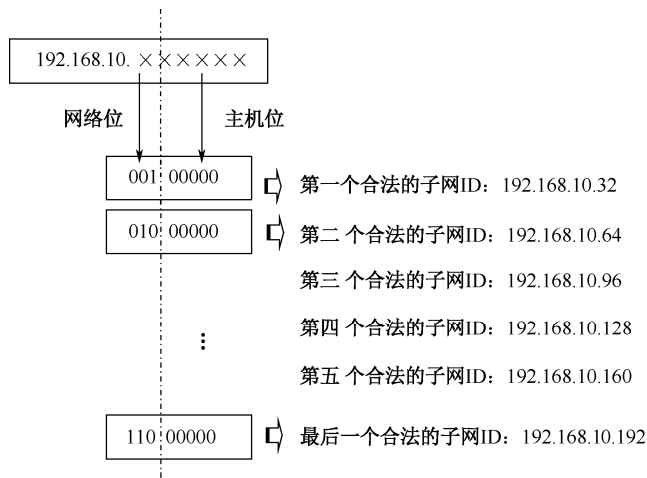 192.168.10.××××××
网络位 主机位
001 00000 第一个合法的子网ID：192.168.10.32
010 00000 第二 个合法的子网ID：192.168.10.64
第三 个合法的子网ID：192.168.10.96
第四 个合法的子网ID：192.168.10.128
⋮
第五 个合法的子网ID：192.168.10.160
110 00000 最后一个合法的子网ID：192.168.10.192